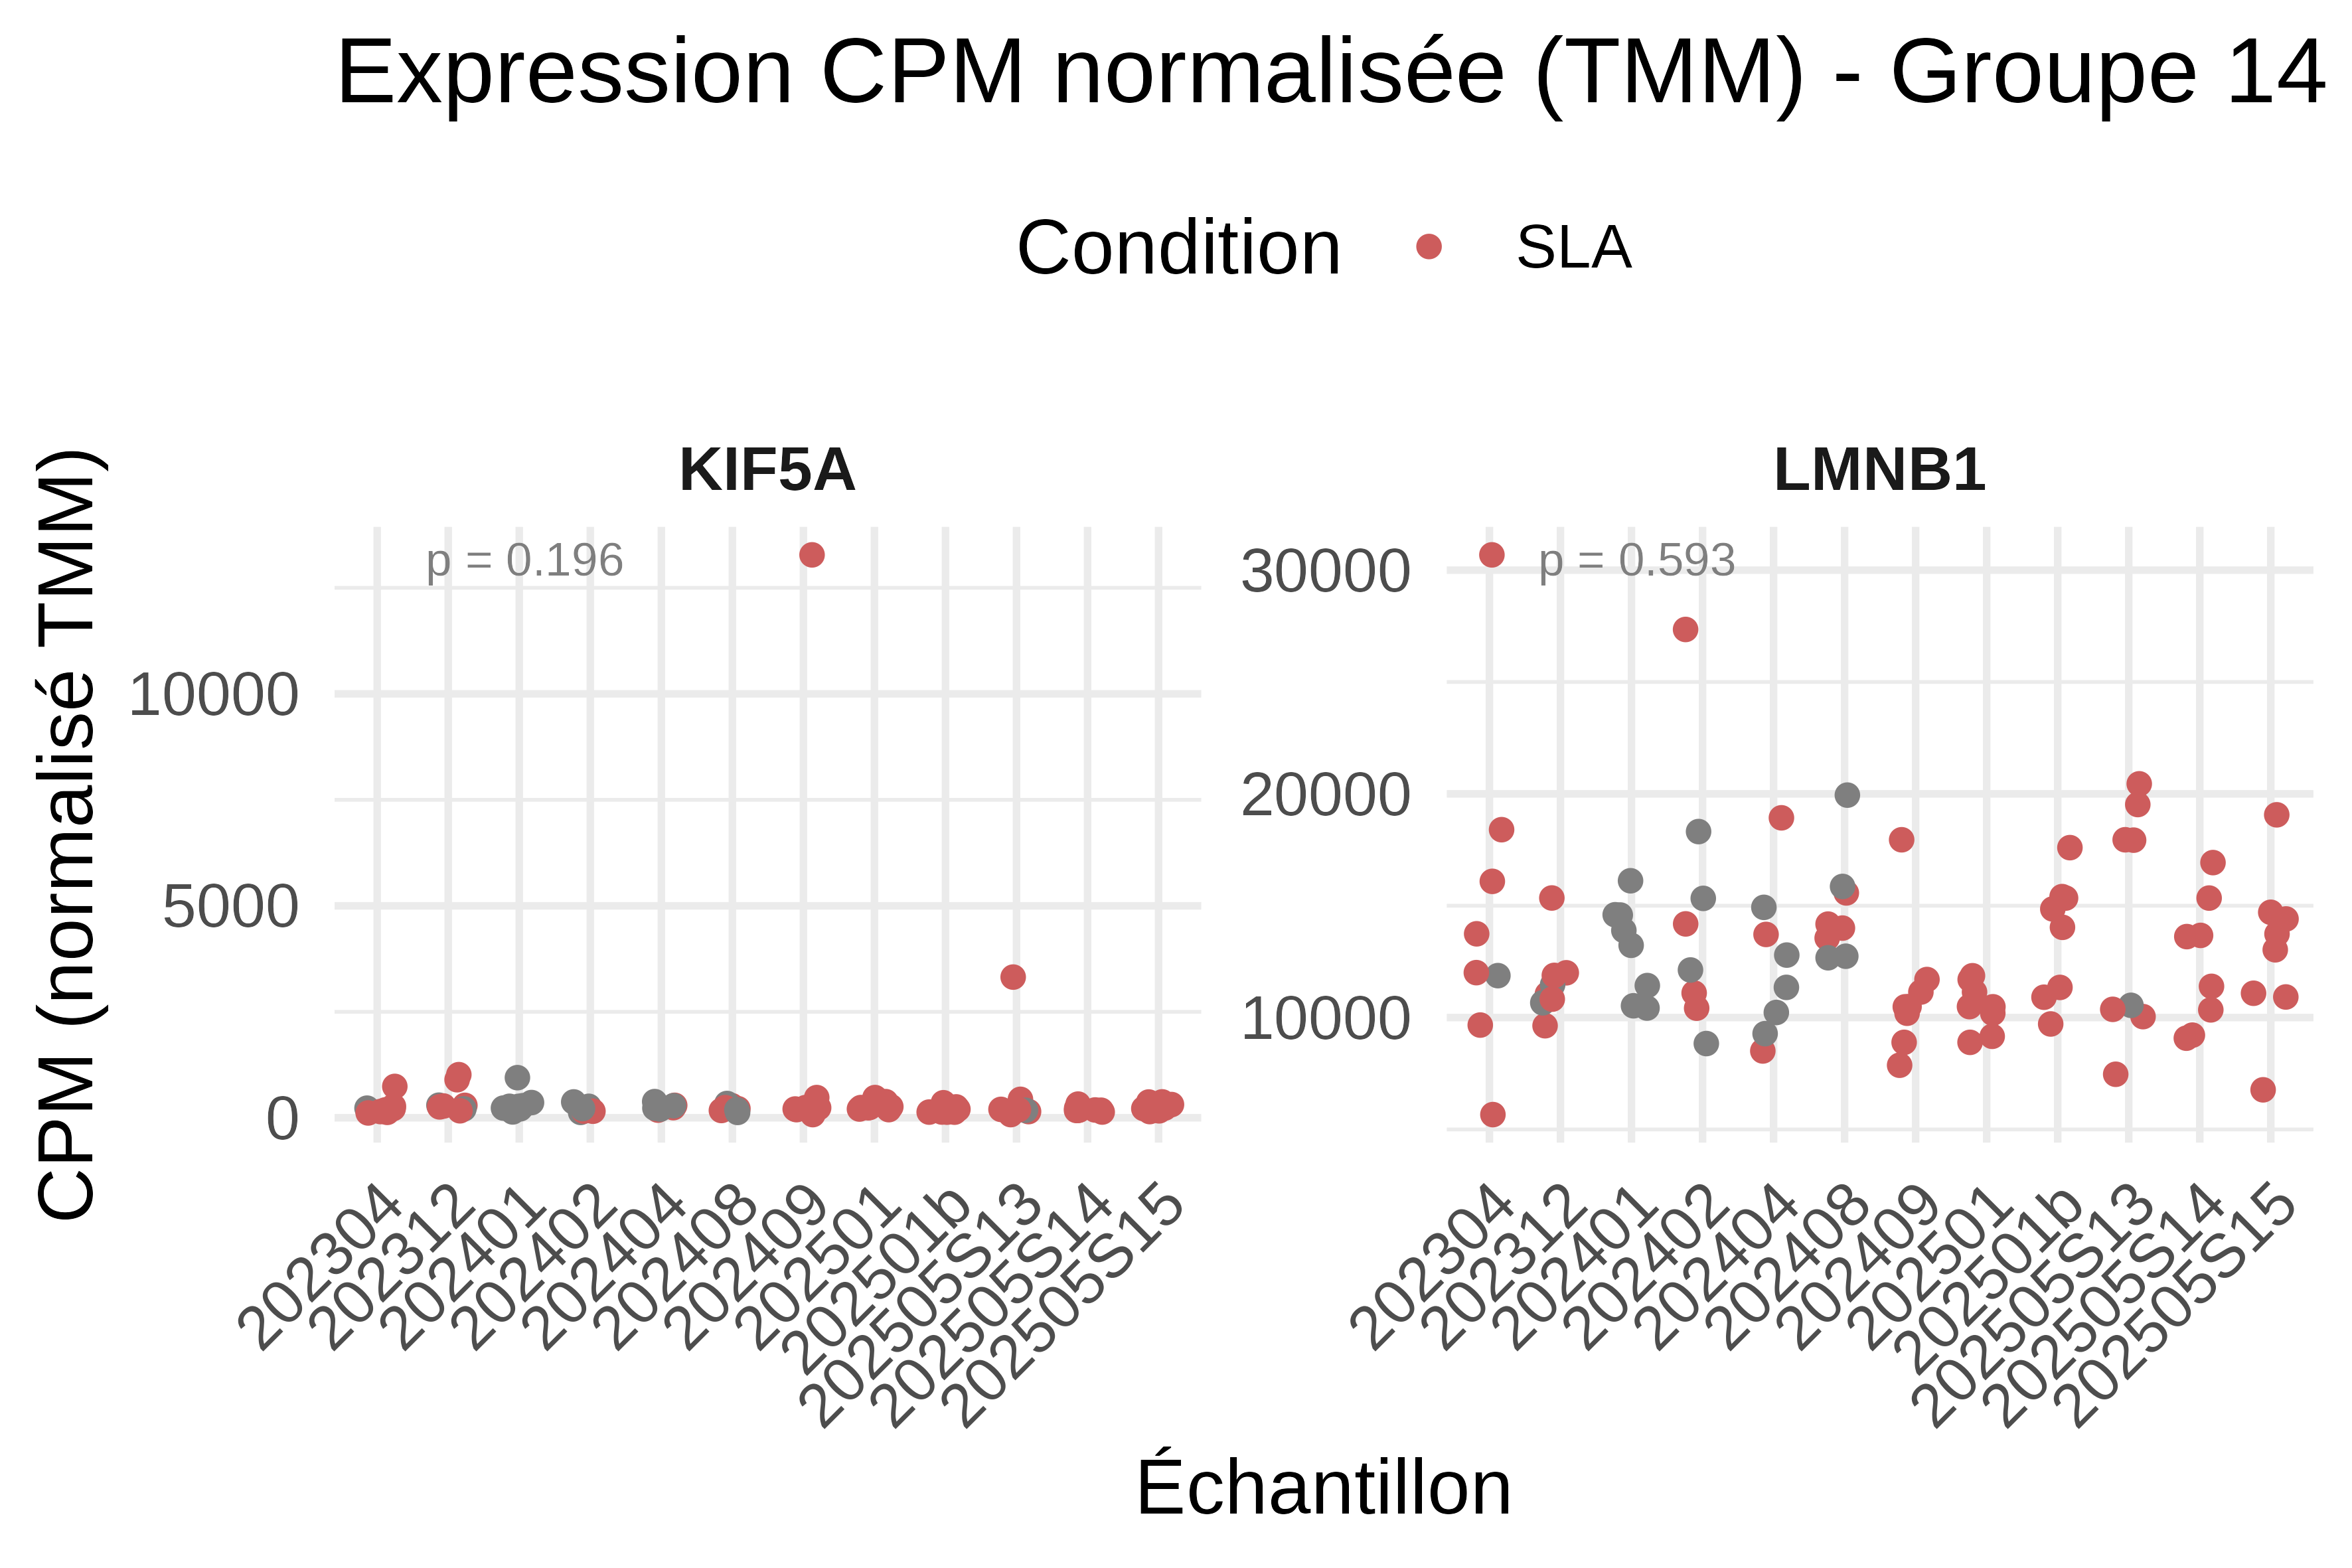 Expression CPM normalisée (TMM) - Groupe 14
Condition SLA
KIF5A
LMNB1
CPM (normalisé TMM)
p = 0.196
10000
5000
0
p = 0.593
30000
20000
10000
202304
202312
202401
202402
202404
202408
202409
202501
202501b
202505S13
202505S14
202505S15
202304
202312
202401
202402
202404
202408
202409
202501
202501b
202505S13
202505S14
202505S15
Échantillon